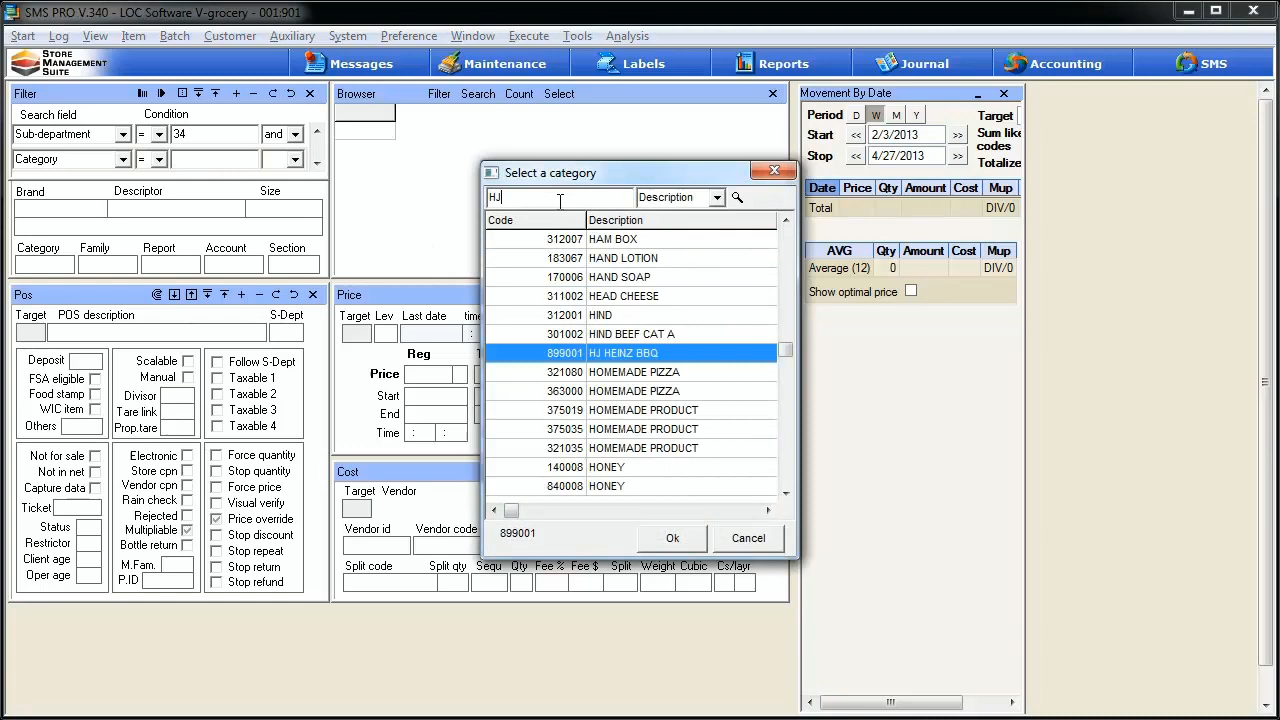 SMS PRO V.340 - LOC Software V-grocery - 001:901
Start Log View Item Batch Customer Auxiliary System Preference Window Execute Tools Analysis
STORE MANAGEMENT SUITE
Messages Maintenance Labels Reports Journal Accounting SMS
Filter
Search field Condition
Sub-department = 34 and
Category =
Brand Descriptor Size
Category Family Report Account Section
Browser Filter Search Count Select
Movement By Date
Period D W M Y Target
Start << 2/3/2013 >> Sum like codes
Stop << 4/27/2013 >> Totalize
Date Price Qty Amount Cost Mup
Total DIV/0
AVG Qty Amount Cost Mup
Average (12) 0 DIV/0
Show optimal price
Select a category
HJ Description
Code Description
312007 HAM BOX
183067 HAND LOTION
170006 HAND SOAP
311002 HEAD CHEESE
312001 HIND
301002 HIND BEEF CAT A
899001 HJ HEINZ BBQ
321080 HOMEMADE PIZZA
363000 HOMEMADE PIZZA
375019 HOMEMADE PRODUCT
375035 HOMEMADE PRODUCT
321035 HOMEMADE PRODUCT
140008 HONEY
840008 HONEY
899001 Ok Cancel
Pos
Target POS description S-Dept
Deposit Scalable Follow S-Dept
FSA eligible Manual Taxable 1
Food stamp Divisor Taxable 2
WIC item Tare link Taxable 3
Others Prop.tare Taxable 4
Not for sale Electronic Force quantity
Not in net Store cpn Stop quantity
Capture data Vendor cpn Force price
Ticket Rain check Visual verify
Status Rejected Price override
Restrictor Multipliable Stop discount
Client age Bottle return Stop repeat
Oper age M.Fam. Stop return
P.ID Stop refund
Price
Target Lev Last date time
: 
Reg
Price
Start
End
Time : :
Cost
Target Vendor
Vendor id Vendor code
Split code Split qty Sequ Qty Fee % Fee $ Split Weight Cubic Cs/layr